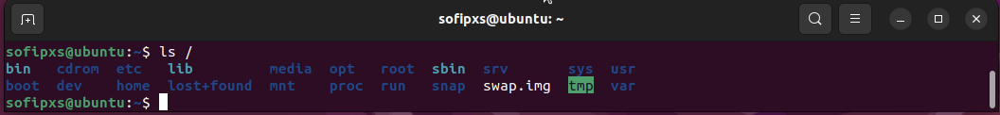 sofipxs@ubuntu: ~
sofipxs@ubuntu:~$ ls /
bin cdrom etc lib media opt root sbin srv sys usr
boot dev home lost+found mnt proc run snap swap.img tmp var
sofipxs@ubuntu:~$